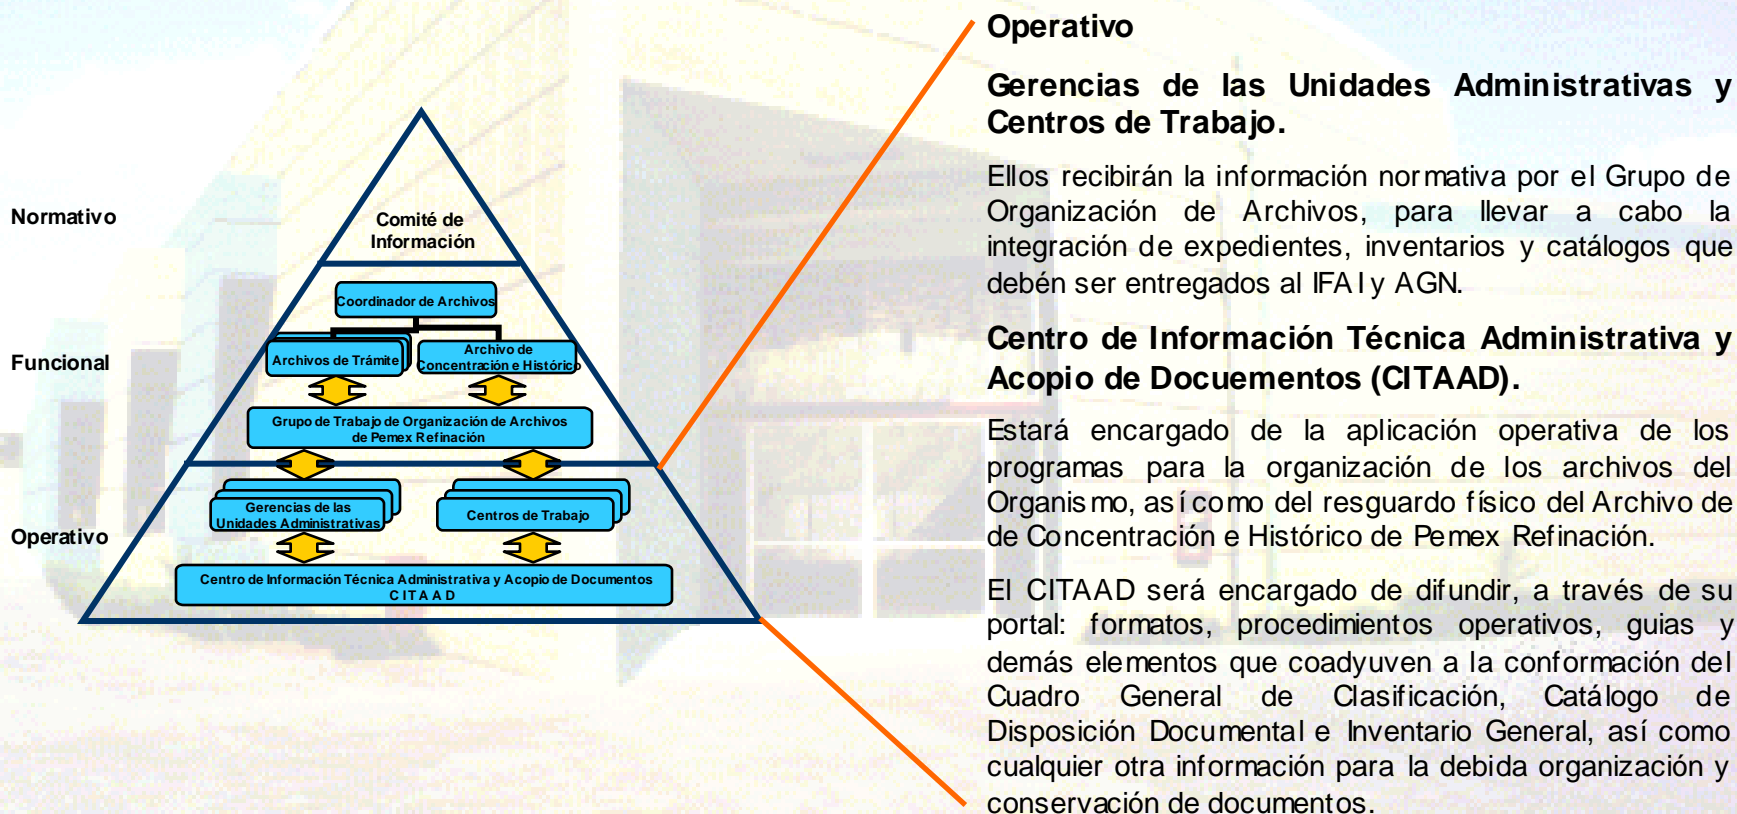 Normativo
Comité de
Información
Coordinador de Archivos
Funcional
Archivos de Trámite
Archivo de
Concentración e Histórico
Grupo de Trabajo de Organización de Archivos
de Pemex Refinación
Operativo
Gerencias de las
Unidades Administrativas
Centros de Trabajo
Centro de Información Técnica Administrativa y Acopio de Documentos
C I T A A D
Operativo
Gerencias de las Unidades Administrativas y
Centros de Trabajo.
Ellos recibirán la información normativa por el Grupo de
Organización de Archivos, para llevar a cabo la
integración de expedientes, inventarios y catálogos que
debén ser entregados al IFAI y AGN.
Centro de Información Técnica Administrativa y
Acopio de Docuementos (CITAAD).
Estará encargado de la aplicación operativa de los
programas para la organización de los archivos del
Organismo, así como del resguardo físico del Archivo de
de Concentración e Histórico de Pemex Refinación.
El CITAAD será encargado de difundir, a través de su
portal: formatos, procedimientos operativos, guias y
demás elementos que coadyuven a la conformación del
Cuadro General de Clasificación, Catálogo de
Disposición Documental e Inventario General, así como
cualquier otra información para la debida organización y
conservación de documentos.